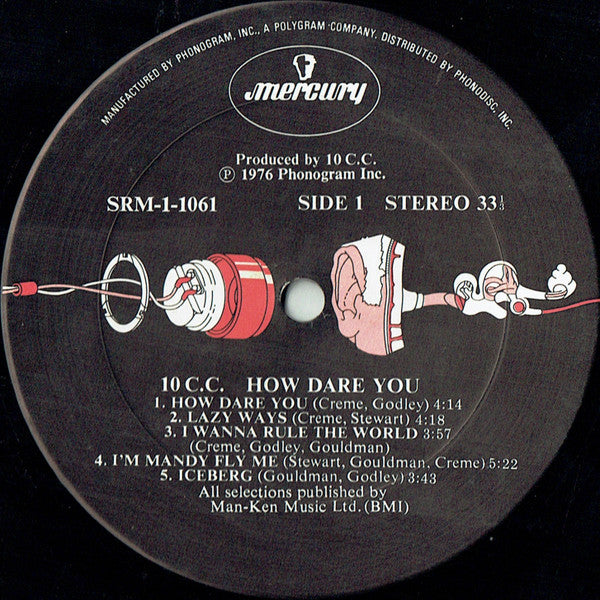 MANUFACTURED BY PHONOGRAM, INC., A POLYGRAM COMPANY. DISTRIBUTED BY PHONODISC, INC.
mercury
Produced by 10 C.C.
℗ 1976 Phonogram Inc.
SRM-1-1061 SIDE 1 STEREO 33⅓
10 C.C. HOW DARE YOU
1. HOW DARE YOU (Creme, Godley) 4:14
2. LAZY WAYS (Creme, Stewart) 4:18
3. I WANNA RULE THE WORLD 3:57
(Creme, Godley, Gouldman)
4. I'M MANDY FLY ME (Stewart, Gouldman, Creme) 5:22
5. ICEBERG (Gouldman, Godley) 3:43
All selections published by
Man-Ken Music Ltd. (BMI)